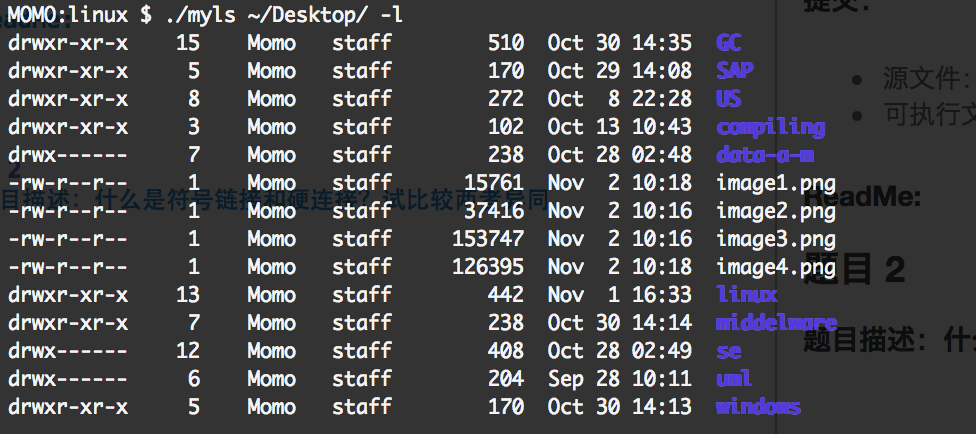 MOMO:linux $ ./myls ~/Desktop/ -l
drwxr-xr-x 15 Momo staff 510 Oct 30 14:35 GC
drwxr-xr-x 5 Momo staff 170 Oct 29 14:08 SAP
drwxr-xr-x 8 Momo staff 272 Oct 8 22:28 US
drwxr-xr-x 3 Momo staff 102 Oct 13 10:43 compiling
drwx------ 7 Momo staff 238 Oct 28 02:48 data-a-m
-rw-r--r-- 1 Momo staff 15761 Nov 2 10:18 image1.png
-rw-r--r-- 1 Momo staff 37416 Nov 2 10:16 image2.png
-rw-r--r-- 1 Momo staff 153747 Nov 2 10:16 image3.png
-rw-r--r-- 1 Momo staff 126395 Nov 2 10:18 image4.png
drwxr-xr-x 13 Momo staff 442 Nov 1 16:33 linux
drwxr-xr-x 7 Momo staff 238 Oct 30 14:14 middelware
drwx------ 12 Momo staff 408 Oct 28 02:49 se
drwx------ 6 Momo staff 204 Sep 28 10:11 uml
drwxr-xr-x 5 Momo staff 170 Oct 30 14:13 windows
2
目描述：什么是符号链接和硬连接？试比较两者异同
提交：
源文件：
可执行文
ReadMe:
题目 2
题目描述：什